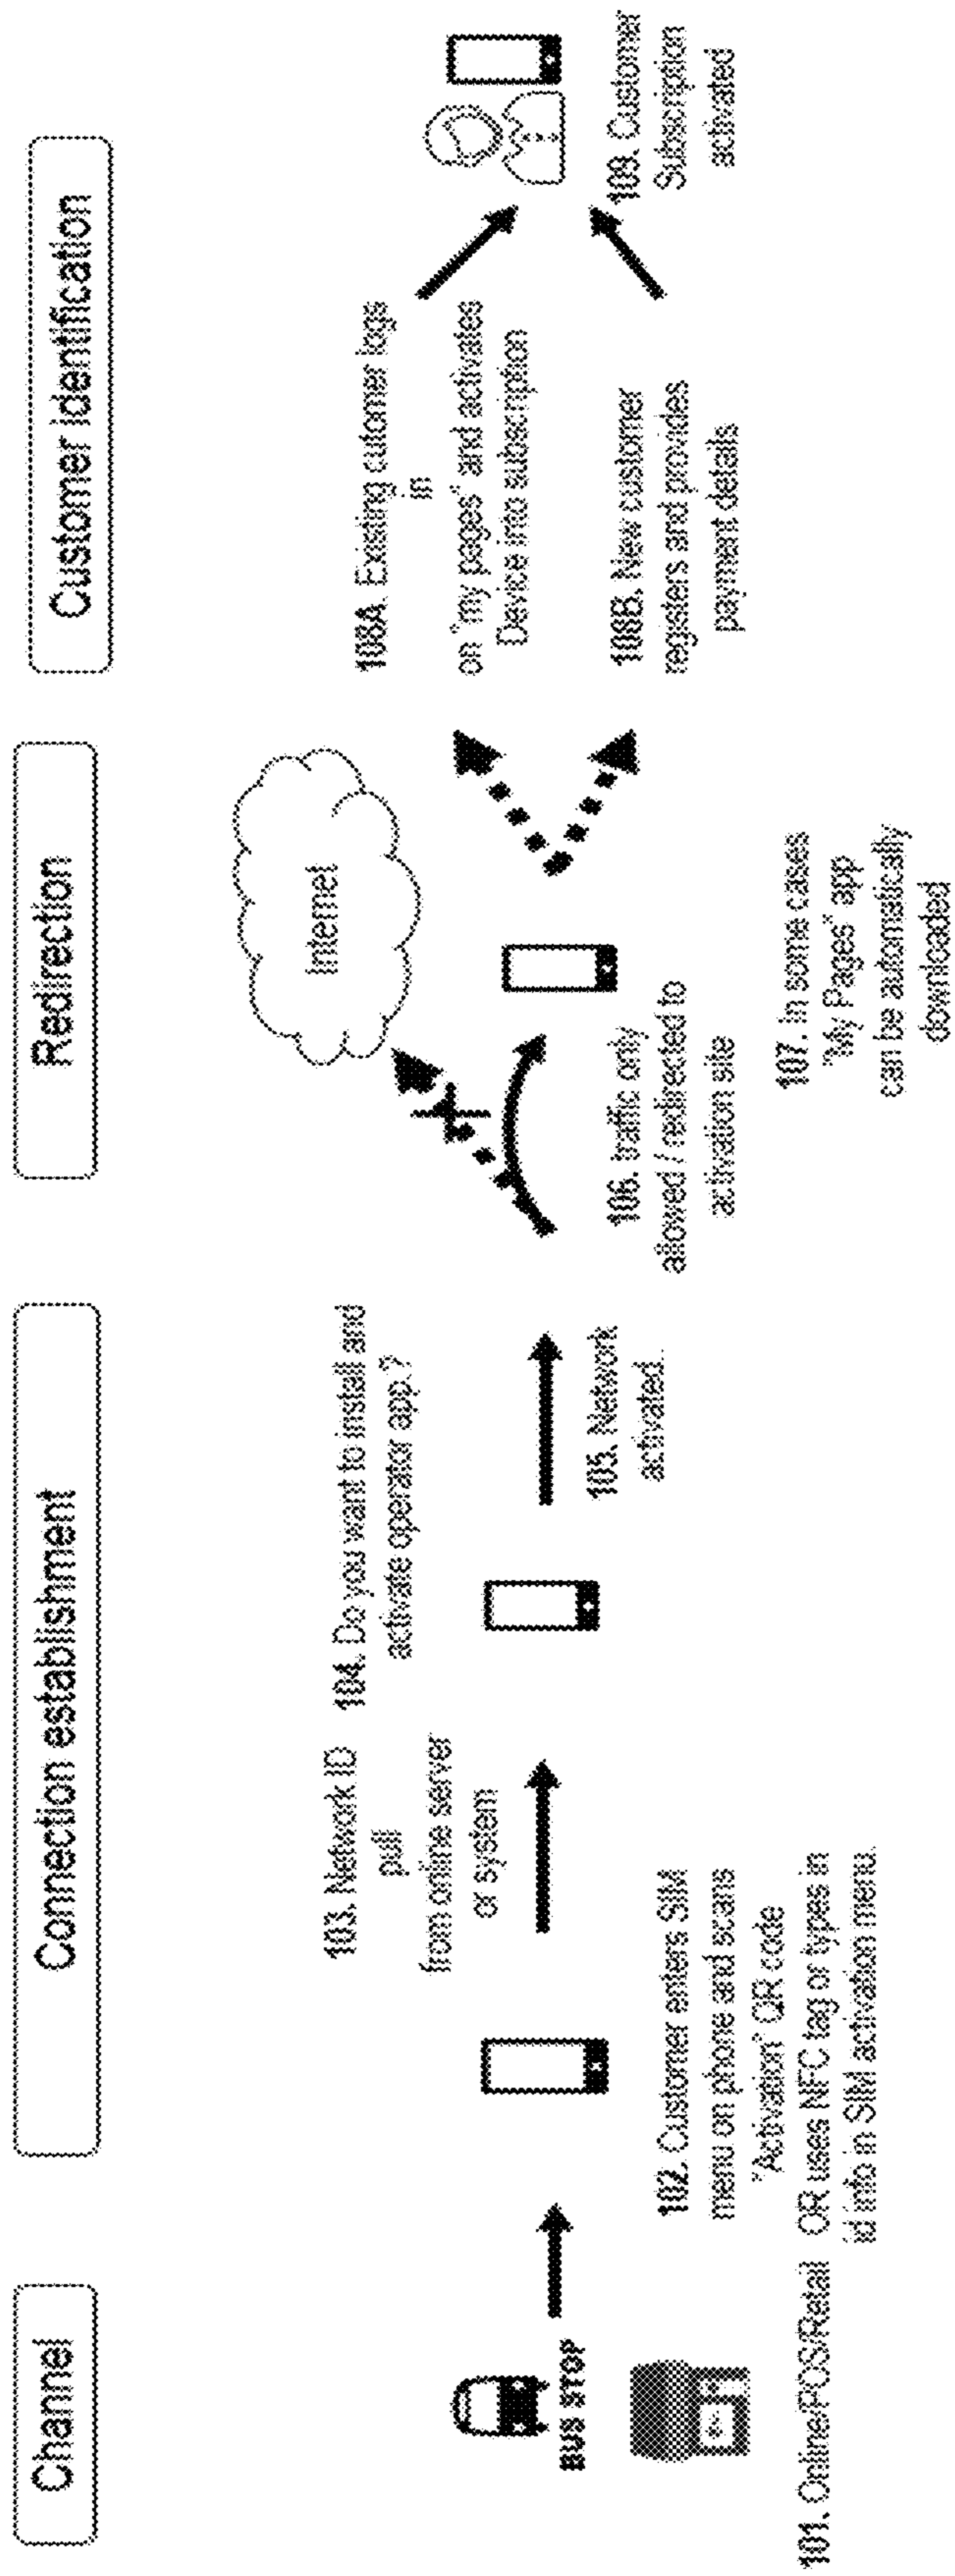 Channel
Connection establishment
Redirection
Customer identification
BUS STOP
101. Online/POS/Retail
102. Customer enters SIM
menu on phone and scans
"Activation" QR code
OR uses NFC tag or types in
id info in SIM activation menu.
103. Network ID
pull
from online server
or system
104. Do you want to install and
activate operator app?
105. Network
activated.
Internet
106. traffic only
allowed / redirected to
activation site
107. In some cases
"My Pages" app
can be automatically
downloaded
108A. Existing cutomer logs
in
on "my pages" and activates
Device into subscription
108B. New customer
registers and provides
payment details
109. Customer
Subscription
activated